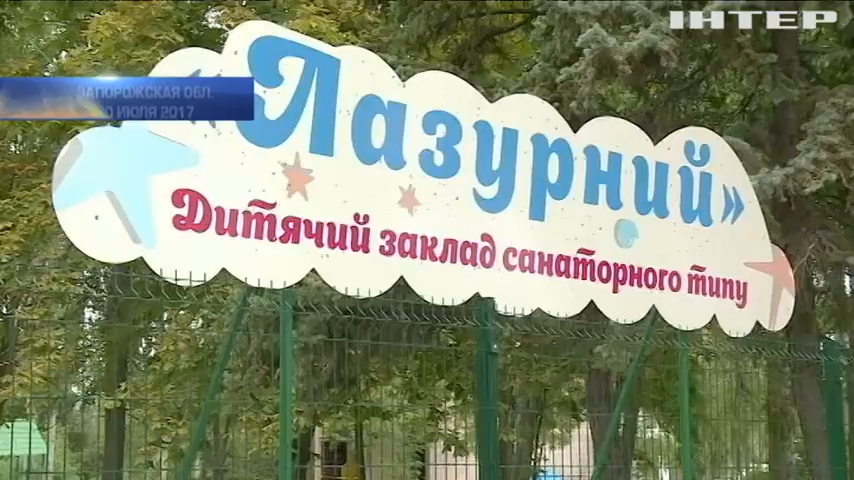 ІНТЕР
ЗАПОРОЖСКАЯ ОБЛ.
ИЮЛЯ 2017
«Лазурний»
Дитячий заклад санаторного типу